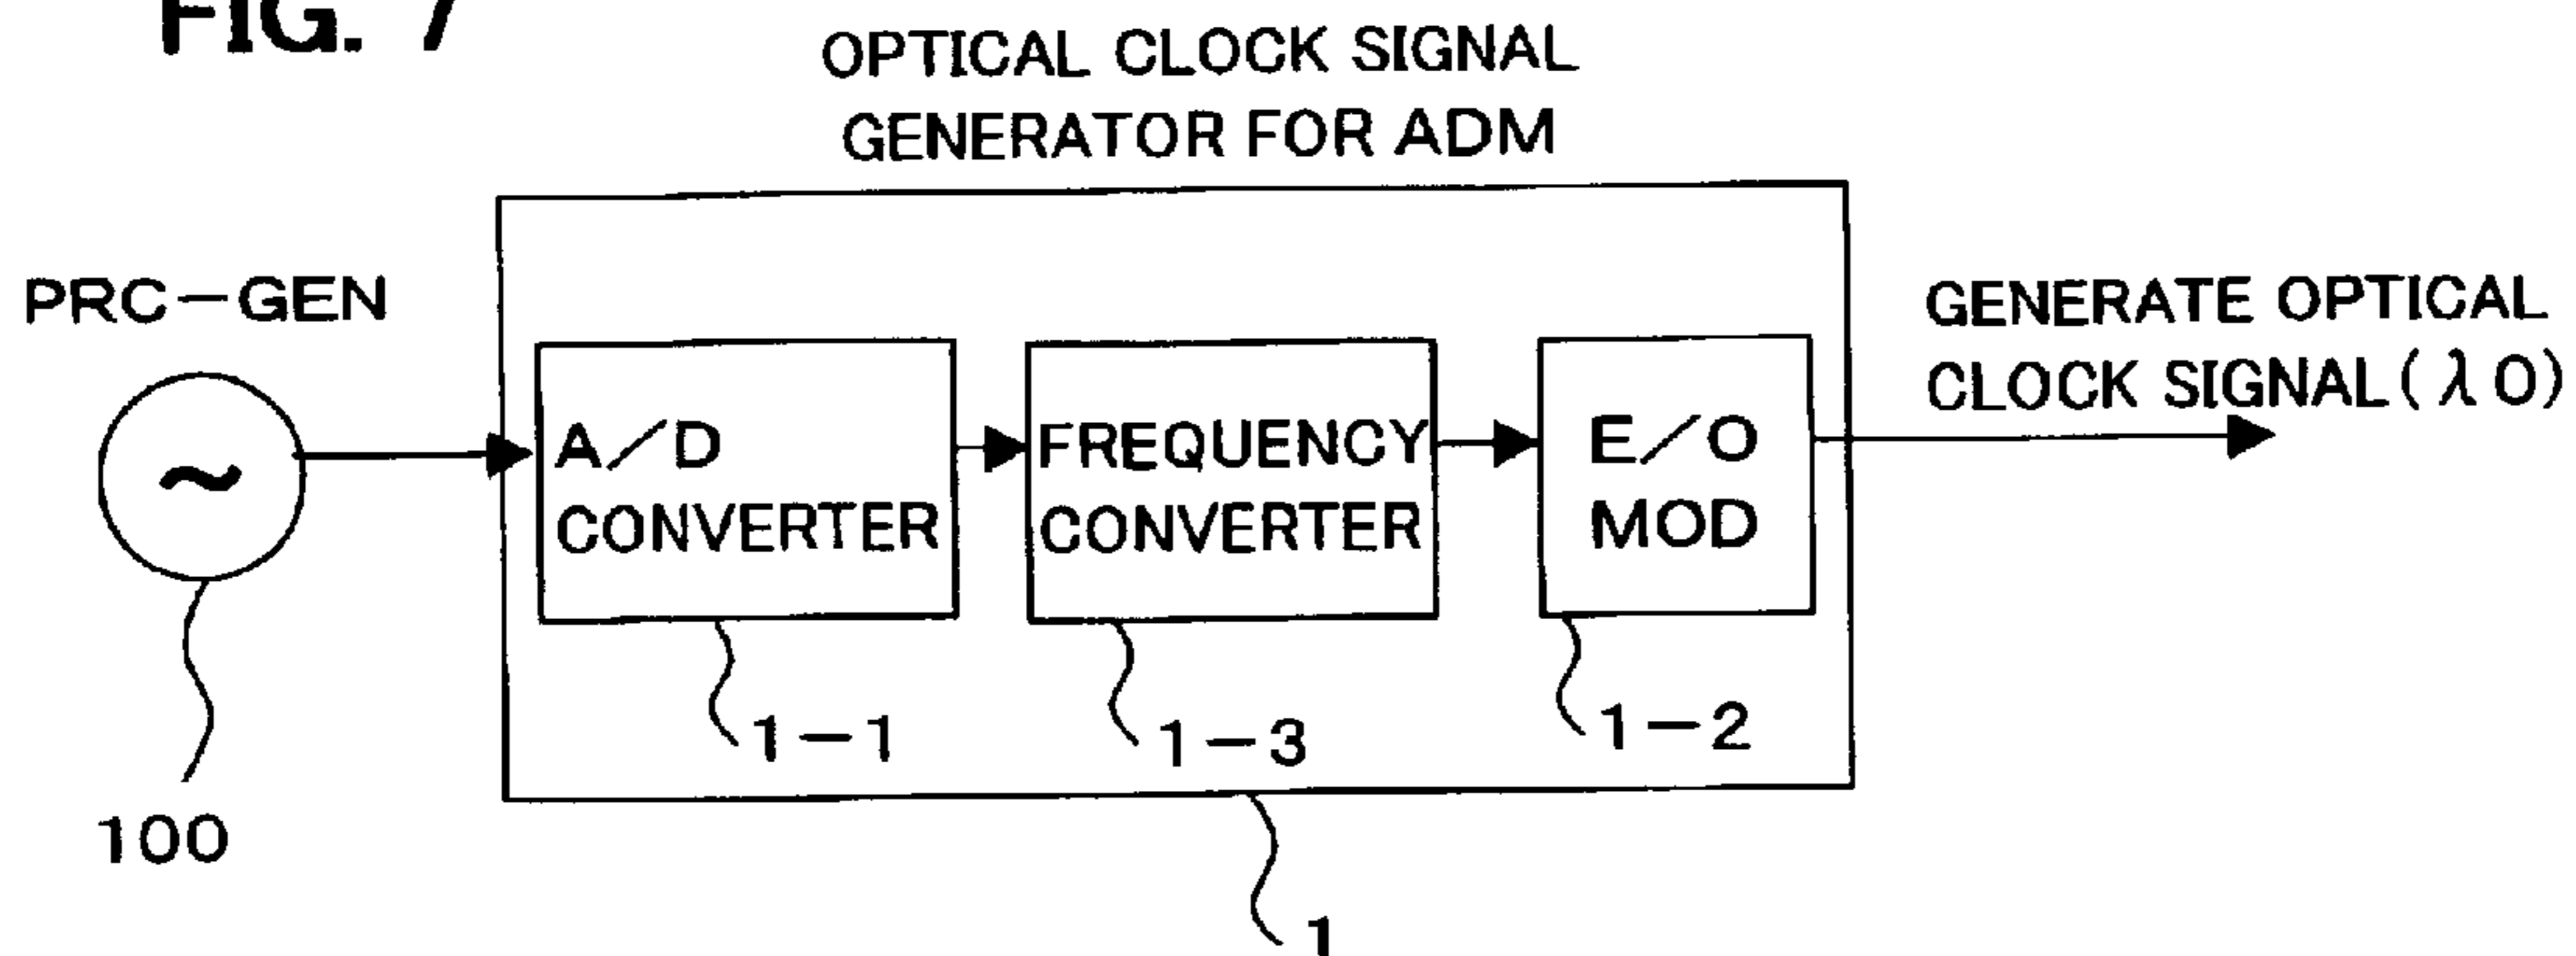 FIG. 7
OPTICAL CLOCK SIGNAL
GENERATOR FOR ADM
PRC-GEN
GENERATE OPTICAL
CLOCK SIGNAL(λ0)
A/D
CONVERTER
FREQUENCY
CONVERTER
E/O
MOD
~
1-1
1-3
1-2
100
1